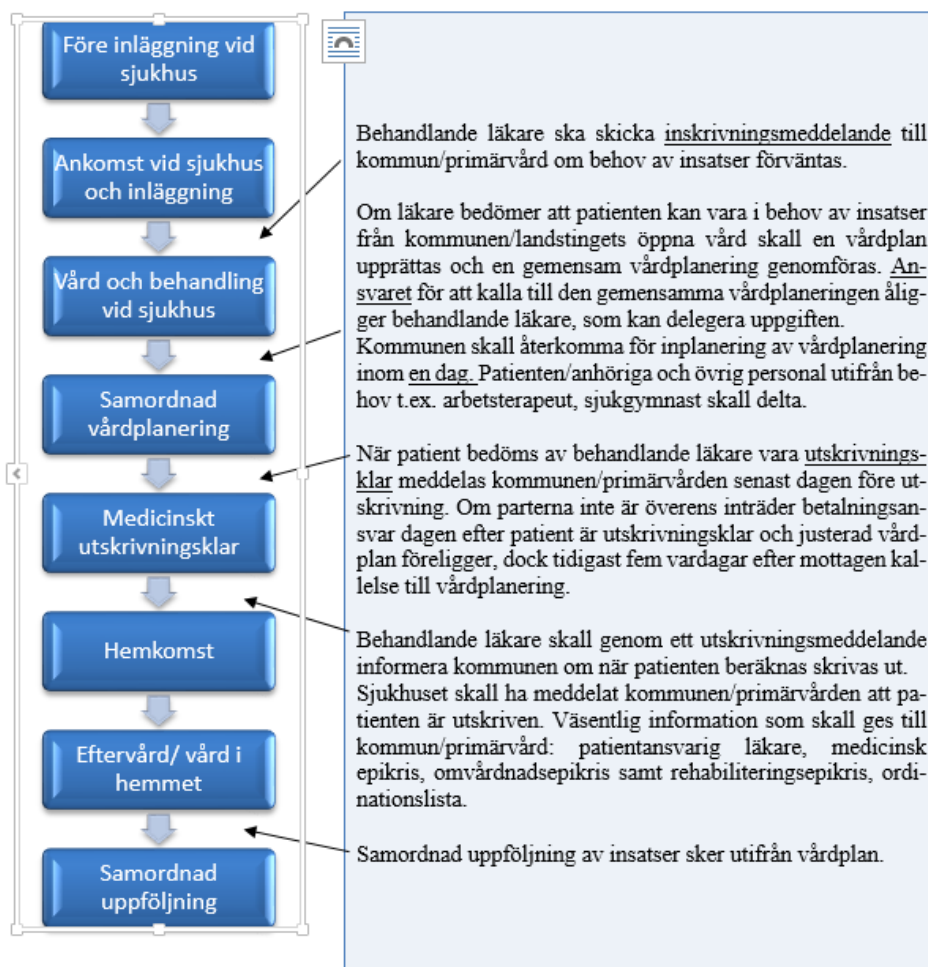 Före inläggning vid
sjukhus
Ankomst vid sjukhus
och inläggning
Vård och behandling
vid sjukhus
Samordnad
vårdplanering
Medicinskt
utskrivningsklar
Hemkomst
Eftervård/ vård i
hemmet
Samordnad
uppföljning
Behandlande läkare ska skicka inskrivningsmeddelande till
kommun/primärvård om behov av insatser förväntas.
Om läkare bedömer att patienten kan vara i behov av insatser
från kommunen/landstingets öppna vård skall en vårdplan
upprättas och en gemensam vårdplanering genomföras. An-
svaret för att kalla till den gemensamma vårdplaneringen ålig-
ger behandlande läkare, som kan delegera uppgiften.
Kommunen skall återkomma för inplanering av vårdplanering
inom en dag. Patienten/anhöriga och övrig personal utifrån be-
hov t.ex. arbetsterapeut, sjukgymnast skall delta.
När patient bedöms av behandlande läkare vara utskrivnings-
klar meddelas kommunen/primärvården senast dagen före ut-
skrivning. Om parterna inte är överens inträder betalningsan-
svar dagen efter patient är utskrivningsklar och justerad vård-
plan föreligger, dock tidigast fem vardagar efter mottagen kal-
lelse till vårdplanering.
Behandlande läkare skall genom ett utskrivningsmeddelande
informera kommunen om när patienten beräknas skrivas ut.
Sjukhuset skall ha meddelat kommunen/primärvården att pa-
tienten är utskriven. Väsentlig information som skall ges till
kommun/primärvård: patientansvarig läkare, medicinsk
epikris, omvårdnadsepikris samt rehabiliteringsepikris, ordi-
nationslista.
Samordnad uppföljning av insatser sker utifrån vårdplan.